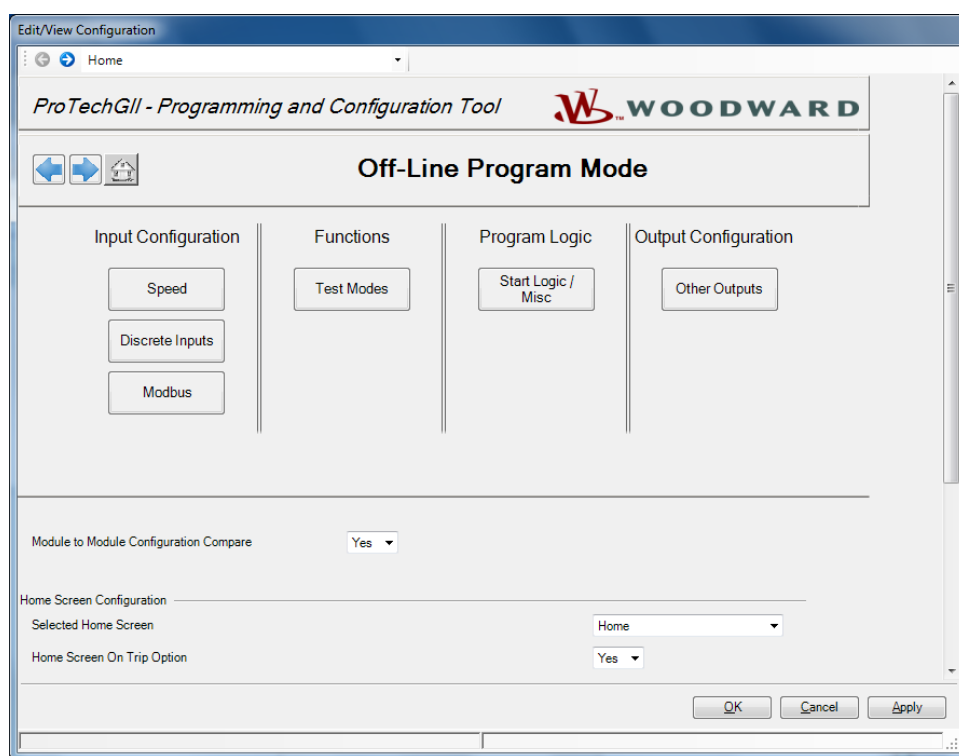 Edit/View Configuration
Home
ProTechGII - Programming and Configuration Tool
WOODWARD
Off-Line Program Mode
Input Configuration
Functions
Program Logic
Output Configuration
Speed
Test Modes
Start Logic /
Misc
Other Outputs
Discrete Inputs
Modbus
Module to Module Configuration Compare
Yes
Home Screen Configuration
Selected Home Screen
Home
Home Screen On Trip Option
Yes
OK
Cancel
Apply